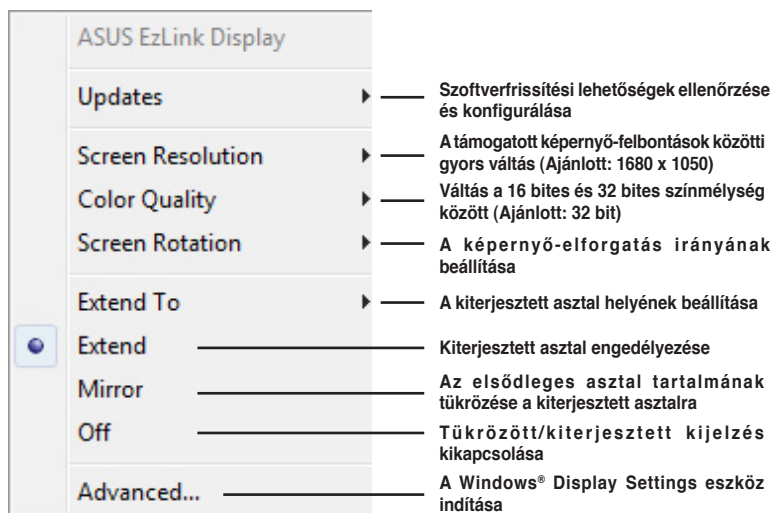 ASUS EzLink Display
Updates
Szoftverfrissítési lehetőségek ellenőrzése
és konfigurálása
Screen Resolution
A támogatott képernyő-felbontások közötti
gyors váltás (Ajánlott: 1680 x 1050)
Color Quality
Váltás a 16 bites és 32 bites színmélység
között (Ajánlott: 32 bit)
Screen Rotation
A képernyő-elforgatás irányának
beállítása
Extend To
A kiterjesztett asztal helyének beállítása
Extend
Kiterjesztett asztal engedélyezése
Mirror
Az elsődleges asztal tartalmának
tükrözése a kiterjesztett asztalra
Off
Tükrözött/kiterjesztett kijelzés
kikapcsolása
Advanced...
A Windows® Display Settings eszköz
indítása